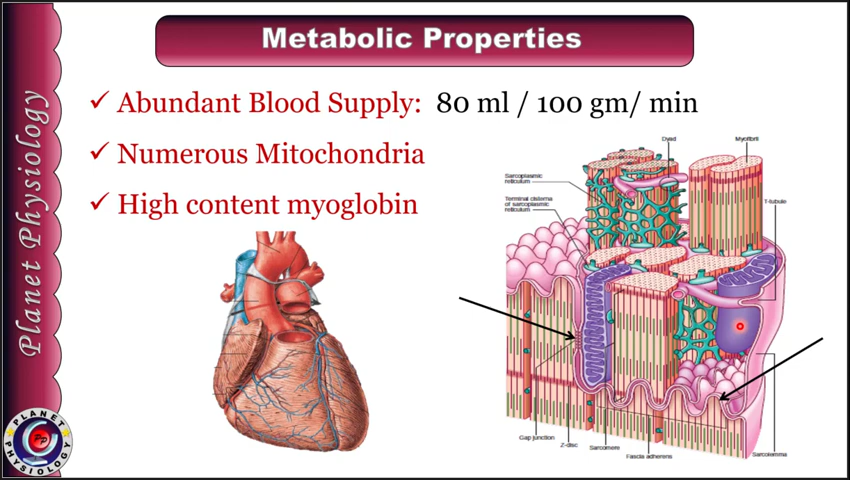 Metabolic Properties
✓ Abundant Blood Supply: 80 ml / 100 gm/ min
✓ Numerous Mitochondria
✓ High content myoglobin
Planet Physiology
Dyad
Myofibril
Sarcoplasmic
reticulum
Terminal cisterna
of sarcoplasmic
reticulum
T-tubule
Gap junction
Z-disc
Sarcomere
Fascia adherens
Sarcolemma
PLANET
PHYSIOLOGY